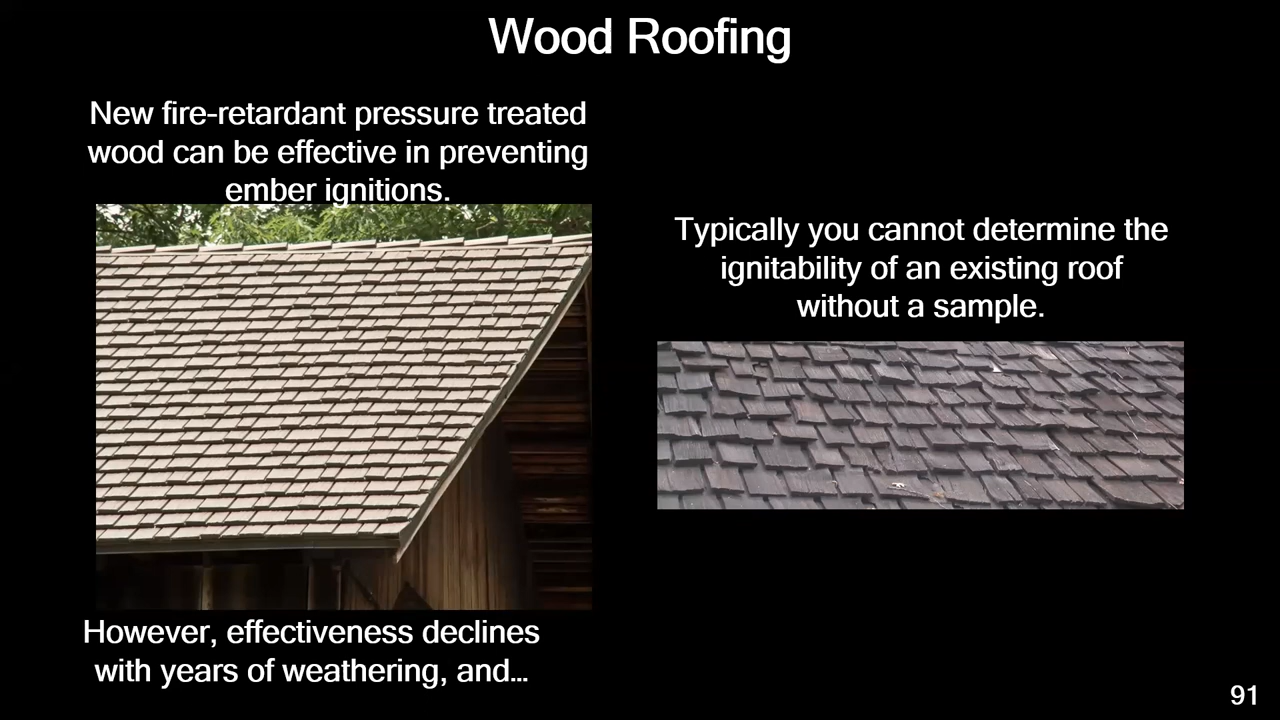 Wood Roofing
New fire-retardant pressure treated
wood can be effective in preventing
ember ignitions.
Typically you cannot determine the
ignitability of an existing roof
without a sample.
However, effectiveness declines
with years of weathering, and...
91